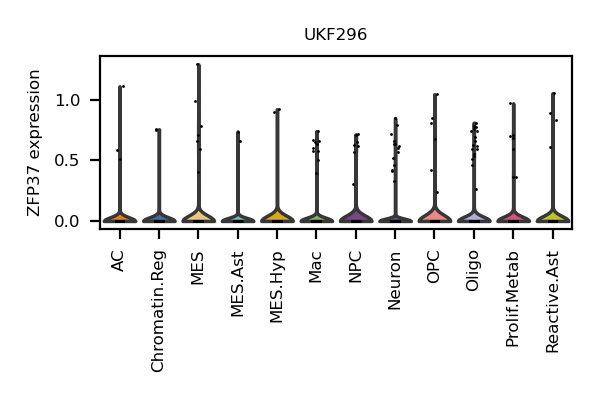 UKF296
ZFP37 expression
1.0
0.5
0.0
AC
Chromatin.Reg
MES
MES.Ast
MES.Hyp
Mac
NPC
Neuron
OPC
Oligo
Prolif.Metab
Reactive.Ast